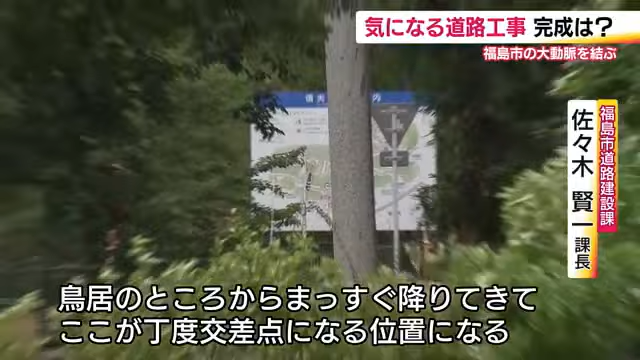 気になる道路工事 完成は?
福島市の大動脈を結ぶ
福島市道路建設課
佐々木 賢一 課長
信夫
内
鳥居のところからまっすぐ降りてきて
ここが丁度交差点になる位置になる